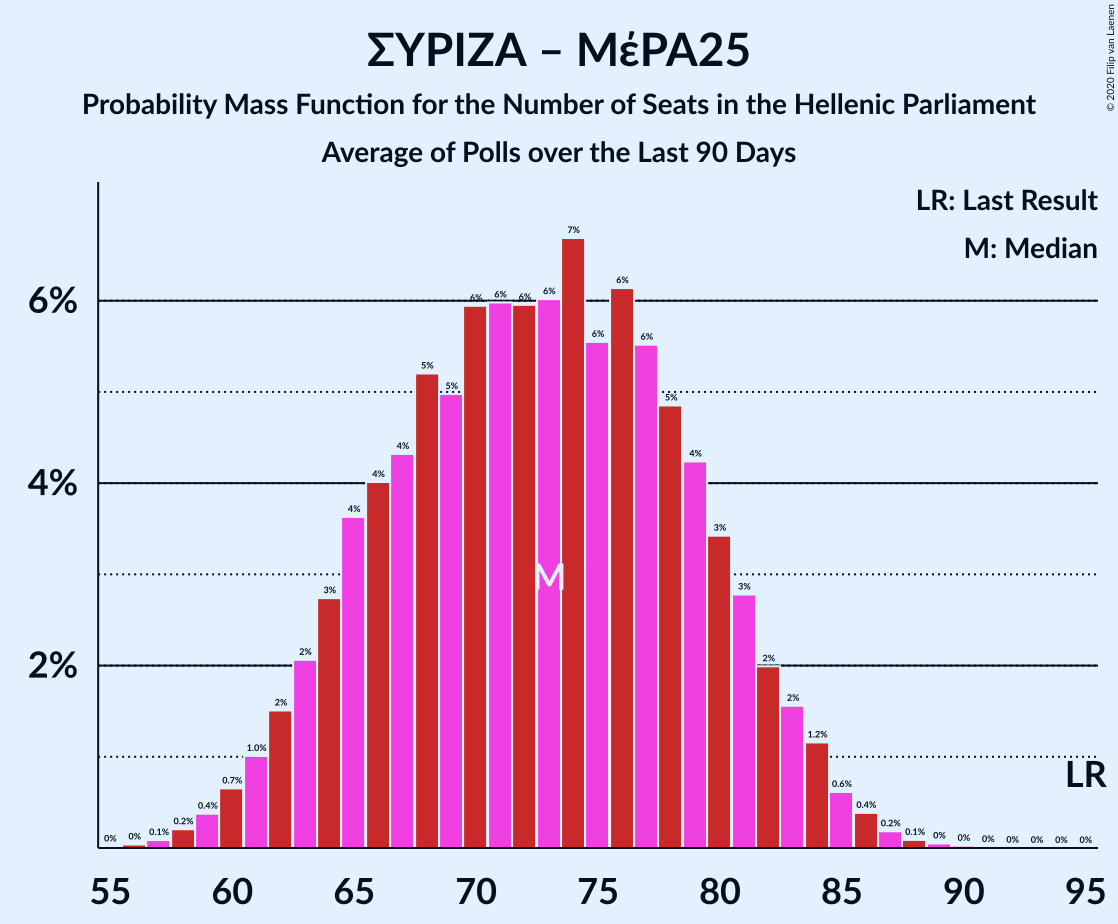 ΣΥΡΙΖΑ – ΜέΡΑ25
Probability Mass Function for the Number of Seats in the Hellenic Parliament
Average of Polls over the Last 90 Days
© 2020 Filip van Laenen
LR: Last Result
M: Median
6%
4%
2%
0% 0% 0.1% 0.2% 0.4% 0.7% 1.0% 2% 2% 3% 4% 4% 4% 5% 5% 6% 6% 6% 6% 7% 6% 6% 6% 5% 4% 3% 3% 2% 2% 1.2% 0.6% 0.4% 0.2% 0.1% 0% 0% 0% 0% 0% 0% 0%
M
LR
55 60 65 70 75 80 85 90 95